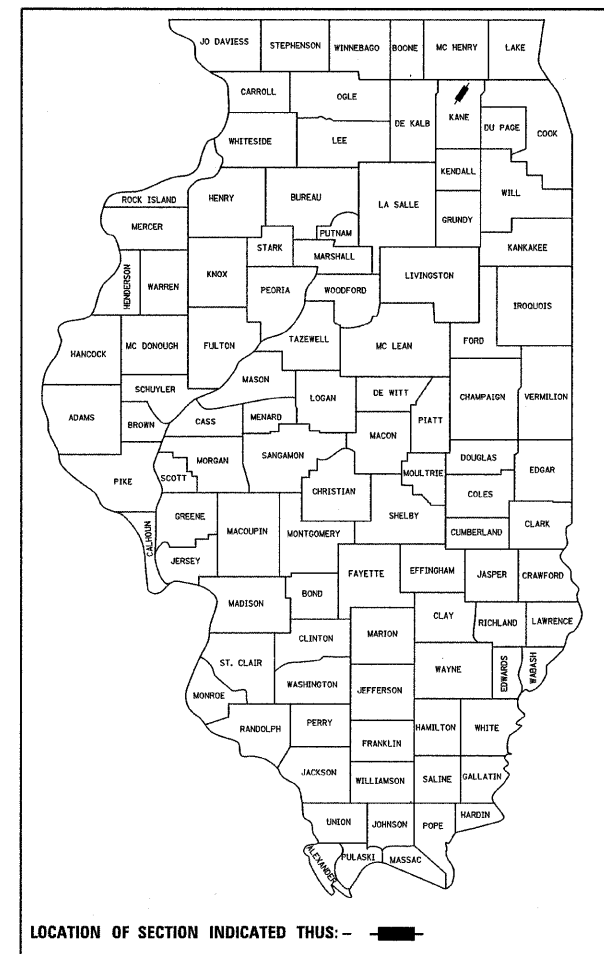 JO DAVIESS STEPHENSON WINNEBAGO BOONE MC HENRY LAKE
CARROLL OGLE DE KALB KANE DU PAGE COOK
WHITESIDE LEE
KENDALL WILL
ROCK ISLAND HENRY BUREAU LA SALLE GRUNDY
MERCER PUTNAM
STARK MARSHALL KANKAKEE
HENDERSON WARREN KNOX PEORIA WOODFORD LIVINGSTON IROQUOIS
FORD
HANCOCK MC DONOUGH FULTON TAZEWELL MC LEAN
MASON
SCHUYLER LOGAN DE WITT CHAMPAIGN VERMILION
ADAMS BROWN CASS MENARD MACON PIATT
MORGAN SANGAMON DOUGLAS
PIKE SCOTT CHRISTIAN MOULTRIE COLES EDGAR
GREENE MACOUPIN MONTGOMERY SHELBY CUMBERLAND CLARK
CALHOUN JERSEY
FAYETTE EFFINGHAM JASPER CRAWFORD
MADISON BOND
CLAY RICHLAND LAWRENCE
CLINTON MARION
ST. CLAIR WAYNE EDWARDS WABASH
WASHINGTON JEFFERSON
MONROE
RANDOLPH PERRY HAMILTON WHITE
FRANKLIN
JACKSON WILLIAMSON SALINE GALLATIN
UNION JOHNSON POPE HARDIN
ALEXANDER PULASKI MASSAC
LOCATION OF SECTION INDICATED THUS: –